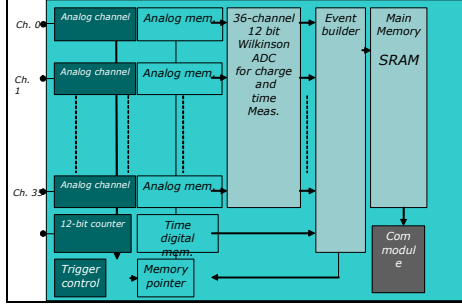 Ch. 0
Analog channel
Analog mem.
36-channel
12 bit
Wilkinson
ADC
for charge
and
time
Meas.
Event
builder
Main
Memory
SRAM
Ch.
1
Analog channel
Analog mem.
Ch. 35
Analog channel
Analog mem.
12-bit counter
Time
digital
mem.
Trigger
control
Memory
pointer
Com
modul
e